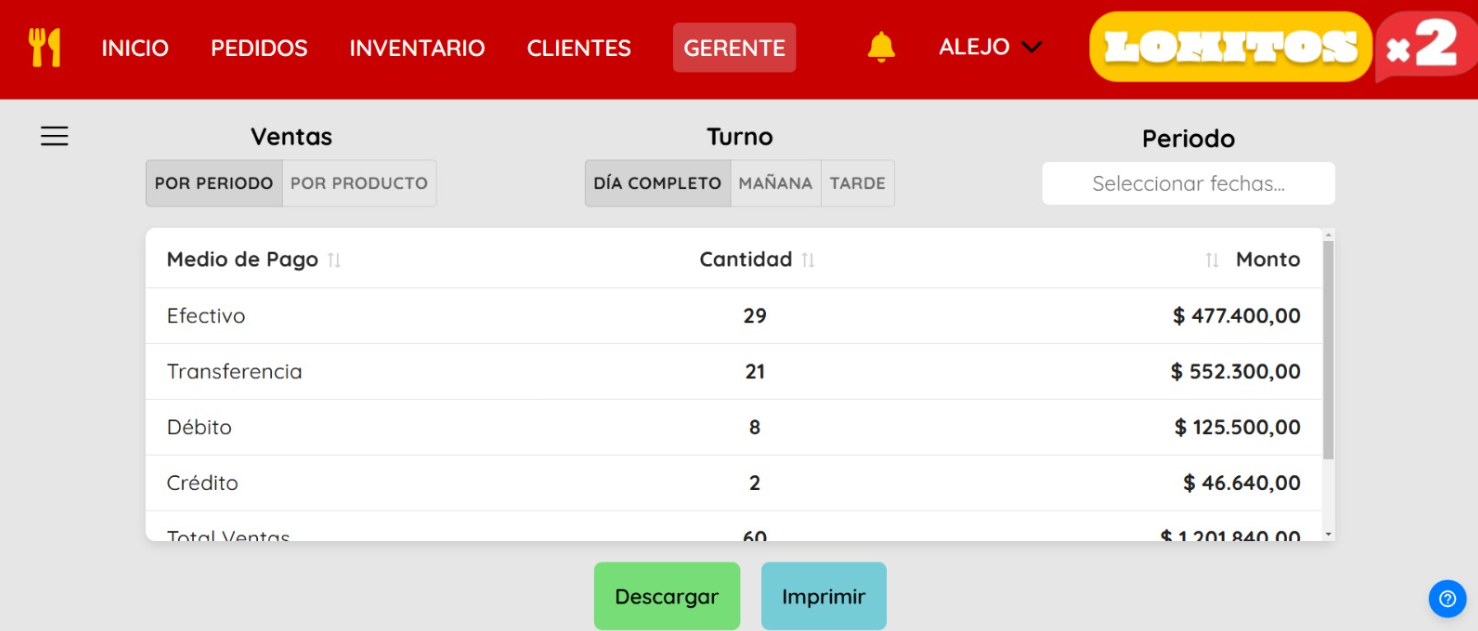 INICIO PEDIDOS INVENTARIO CLIENTES GERENTE ALEJO LOMITOS x2
Ventas Turno Periodo
POR PERIODO POR PRODUCTO DÍA COMPLETO MAÑANA TARDE Seleccionar fechas...
Medio de Pago Cantidad Monto
Efectivo 29 $ 477.400,00
Transferencia 21 $ 552.300,00
Débito 8 $ 125.500,00
Crédito 2 $ 46.640,00
Total Ventas 60 $ 1.201.840,00
Descargar Imprimir